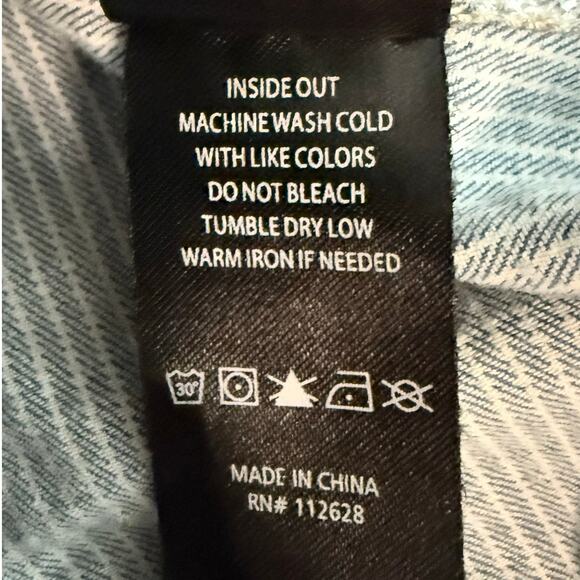 INSIDE OUT
MACHINE WASH COLD
WITH LIKE COLORS
DO NOT BLEACH
TUMBLE DRY LOW
WARM IRON IF NEEDED
30°
MADE IN CHINA
RN# 112628